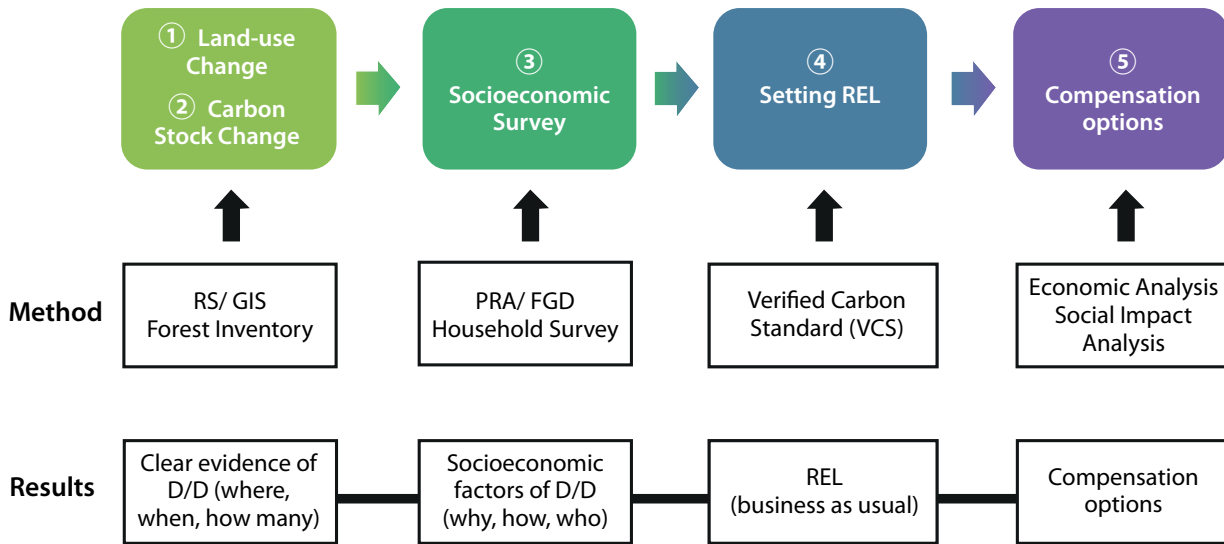 ① Land-use
Change
② Carbon
Stock Change
③
Socioeconomic
Survey
④
Setting REL
⑤
Compensation
options
Method
RS/ GIS
Forest Inventory
PRA/ FGD
Household Survey
Verified Carbon
Standard (VCS)
Economic Analysis
Social Impact
Analysis
Results
Clear evidence of
D/D (where,
when, how many)
Socioeconomic
factors of D/D
(why, how, who)
REL
(business as usual)
Compensation
options